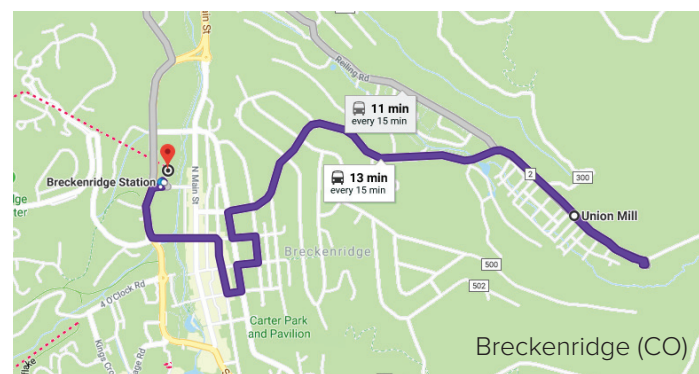 Main St
Reiling Rd
11 min
every 15 min
13 min
every 15 min
Breckenridge Station
N Main St
2
300
Union Mill
Breckenridge
500
502
4 O'Clock Rd
Carter Park
and Pavilion
Breckenridge (CO)